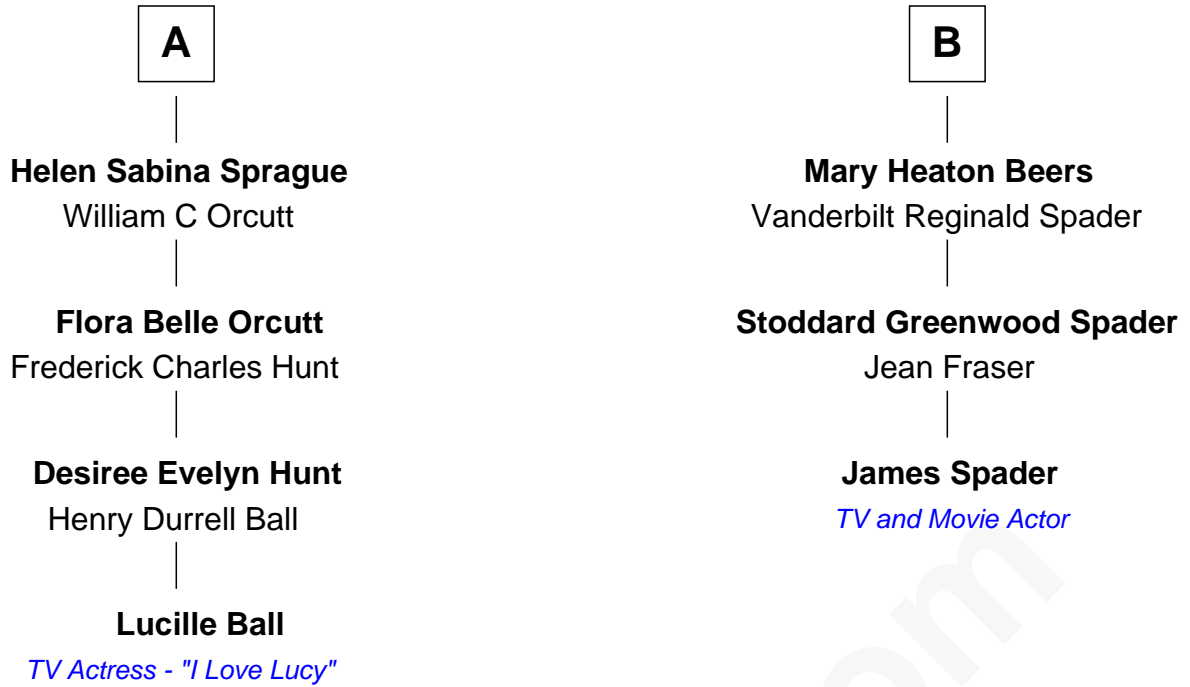 A
Helen Sabina Sprague
William C Orcutt
Flora Belle Orcutt
Frederick Charles Hunt
Desiree Evelyn Hunt
Henry Durrell Ball
Lucille Ball
TV Actress - "I Love Lucy"
B
Mary Heaton Beers
Vanderbilt Reginald Spader
Stoddard Greenwood Spader
Jean Fraser
James Spader
TV and Movie Actor
om